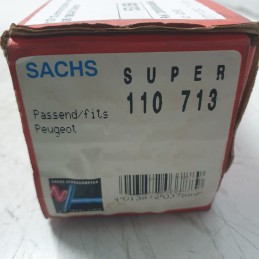 SACHS SUPER
110 713
Passend/fits
Peugeot